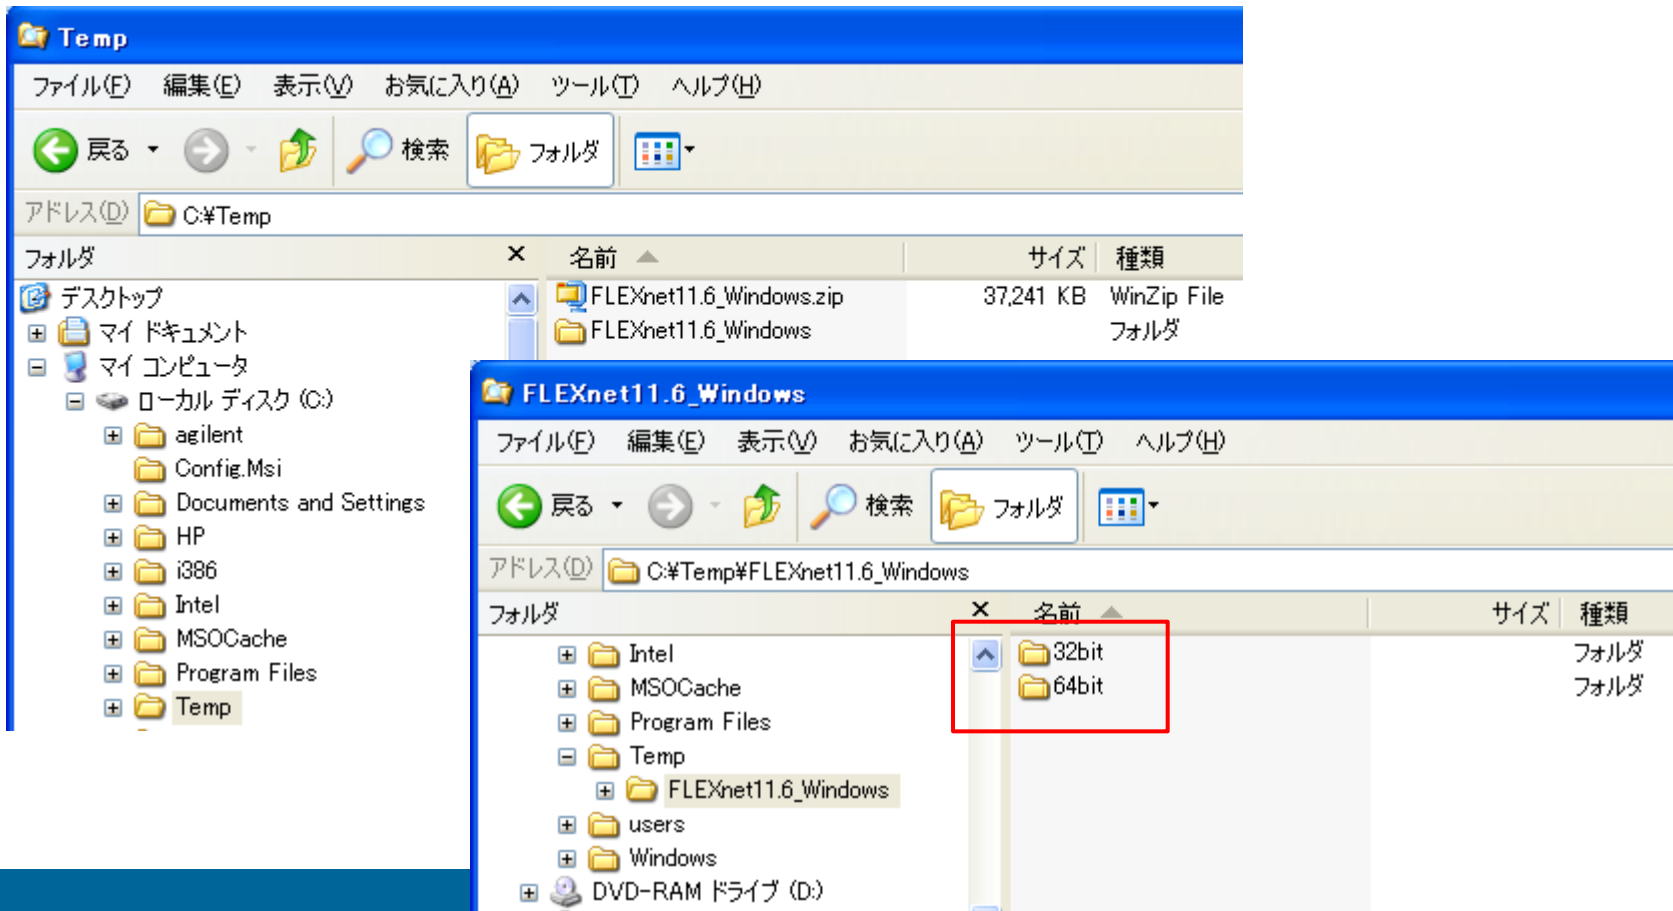 Temp
ファイル(F) 編集(E) 表示(V) お気に入り(A) ツール(T) ヘルプ(H)
戻る 検索 フォルダ
アドレス(D) C:¥Temp
フォルダ × 名前 サイズ 種類
デスクトップ FLEXnet11.6_Windows.zip 37,241 KB WinZip File
マイ ドキュメント FLEXnet11.6_Windows フォルダ
マイ コンピュータ
ローカル ディスク (C:)
agilent
Config.Msi
Documents and Settings
HP
i386
Intel
MSOCache
Program Files
Temp
FLEXnet11.6_Windows
ファイル(F) 編集(E) 表示(V) お気に入り(A) ツール(T) ヘルプ(H)
戻る 検索 フォルダ
アドレス(D) C:¥Temp¥FLEXnet11.6_Windows
フォルダ × 名前 サイズ 種類
Intel 32bit フォルダ
MSOCache 64bit フォルダ
Program Files
Temp
FLEXnet11.6_Windows
users
Windows
DVD-RAM ドライブ (D:)